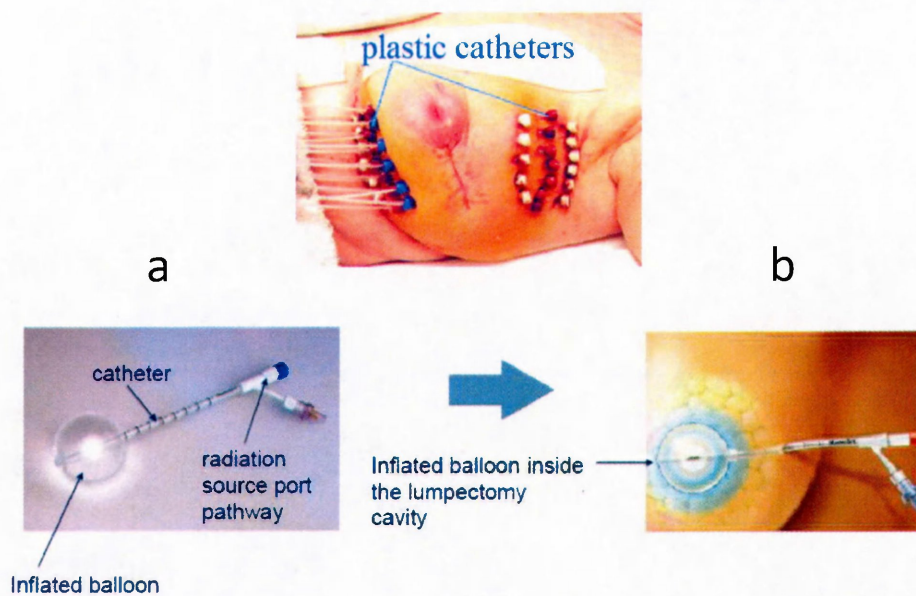 plastic catheters
a
b
catheter
radiation
source port
pathway
Inflated balloon inside
the lumpectomy
cavity
Inflated balloon